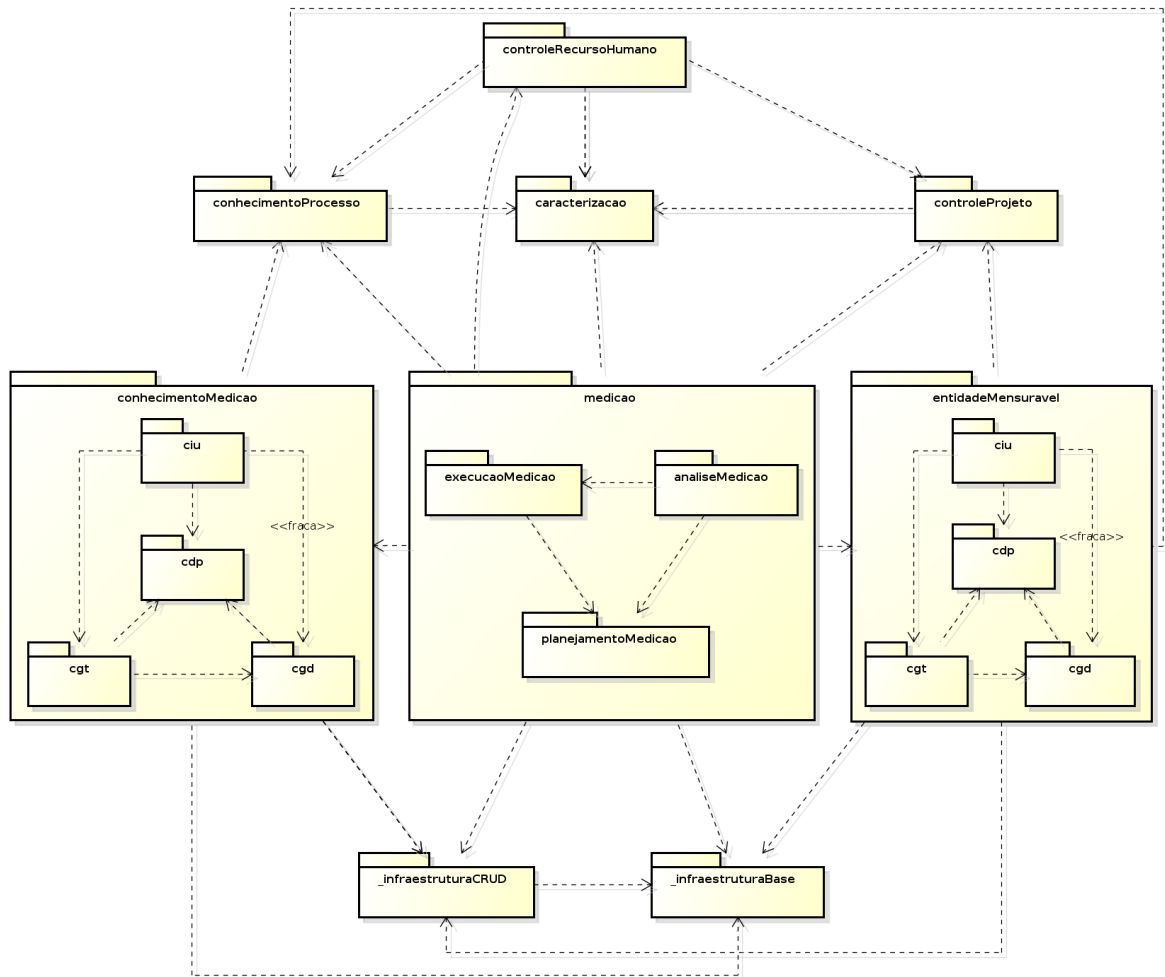 controleRecursoHumano
conhecimentoProcesso
caracterizacao
controleProjeto
conhecimentoMedicao
ciu
<<fraca>>
cdp
cgt
cgd
medicao
execucaoMedicao
analiseMedicao
planejamentoMedicao
entidadeMensuravel
ciu
cdp
<<fraca>>
cgt
cgd
_infraestruturaCRUD
_infraestruturaBase